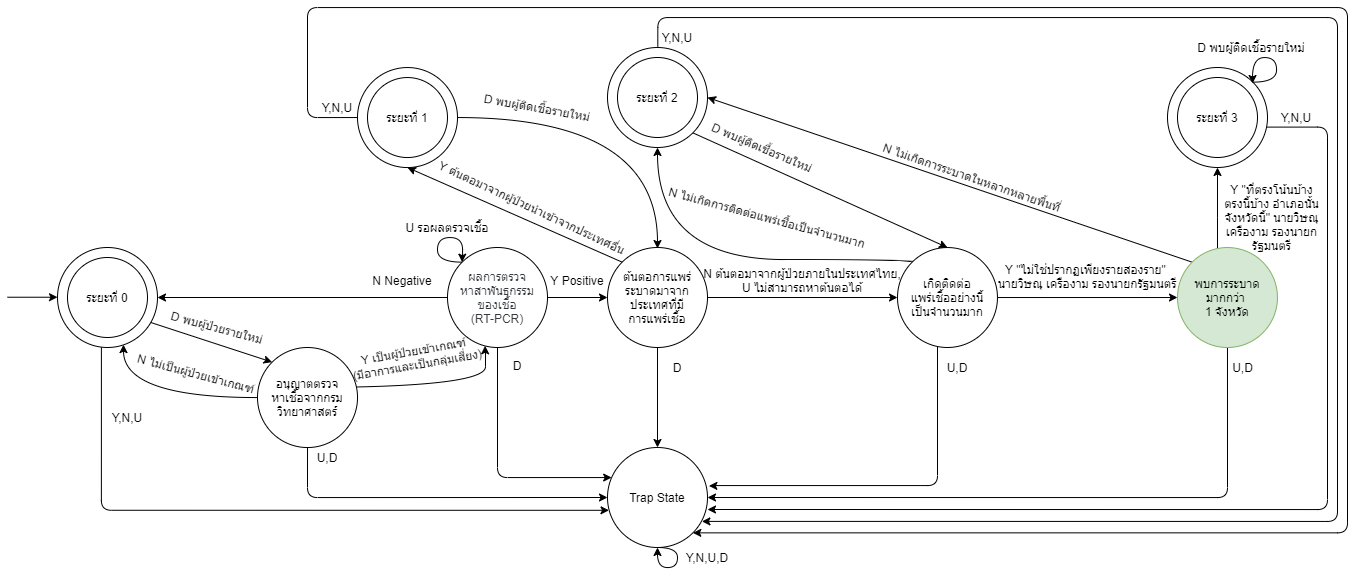 Y,N,U
D พบผู้ติดเชื้อรายใหม่
Y,N,U
ระยะที่ 1
D พบผู้ติดเชื้อรายใหม่
ระยะที่ 2
D พบผู้ติดเชื้อรายใหม่
N ไม่เกิดการระบาดในหลากหลายพื้นที่
ระยะที่ 3
Y,N,U
Y ต้นตอมาจากผู้ป่วยนำเข้าจากประเทศอื่น
N ไม่เกิดการติดต่อแพร่เชื้อเป็นจำนวนมาก
Y "ที่ตรงโน้นบ้าง
ตรงนี้บ้าง อำเภอนั้น
จังหวัดนี้" นายวิษณุ
เครืองาม รองนายก
รัฐมนตรี
U รอผลตรวจเชื้อ
ระยะที่ 0
N Negative
ผลการตรวจ
หาสาพันธุกรรม
ของเชื้อ
(RT-PCR)
Y Positive
ต้นตอการแพร่
ระบาดมาจาก
ประเทศที่มี
การแพร่เชื้อ
N ต้นตอมาจากผู้ป่วยภายในประเทศไทย,
U ไม่สามารถหาต้นตอได้
เกิดติดต่อ
แพร่เชื้ออย่างนี้
เป็นจำนวนมาก
Y "ไม่ใช่ปรากฏเพียงรายสองราย"
นายวิษณุ เครืองาม รองนายกรัฐมนตรี
พบการระบาด
มากกว่า
1 จังหวัด
D พบผู้ป่วยรายใหม่
N ไม่เป็นผู้ป่วยเข้าเกณฑ์
อนุญาตตรวจ
หาเชื้อจากกรม
วิทยาศาสตร์
Y เป็นผู้ป่วยเข้าเกณฑ์
(มีอาการและเป็นกลุ่มเสี่ยง)
D
D
U,D
U,D
Y,N,U
U,D
Trap State
Y,N,U,D